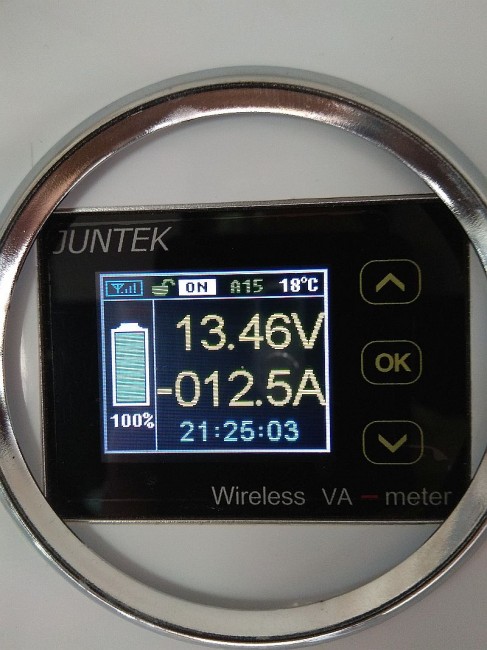 JUNTEK
ON A15 18°C
13.46V
-012.5A
100%
21:25:03
OK
Wireless VA - meter